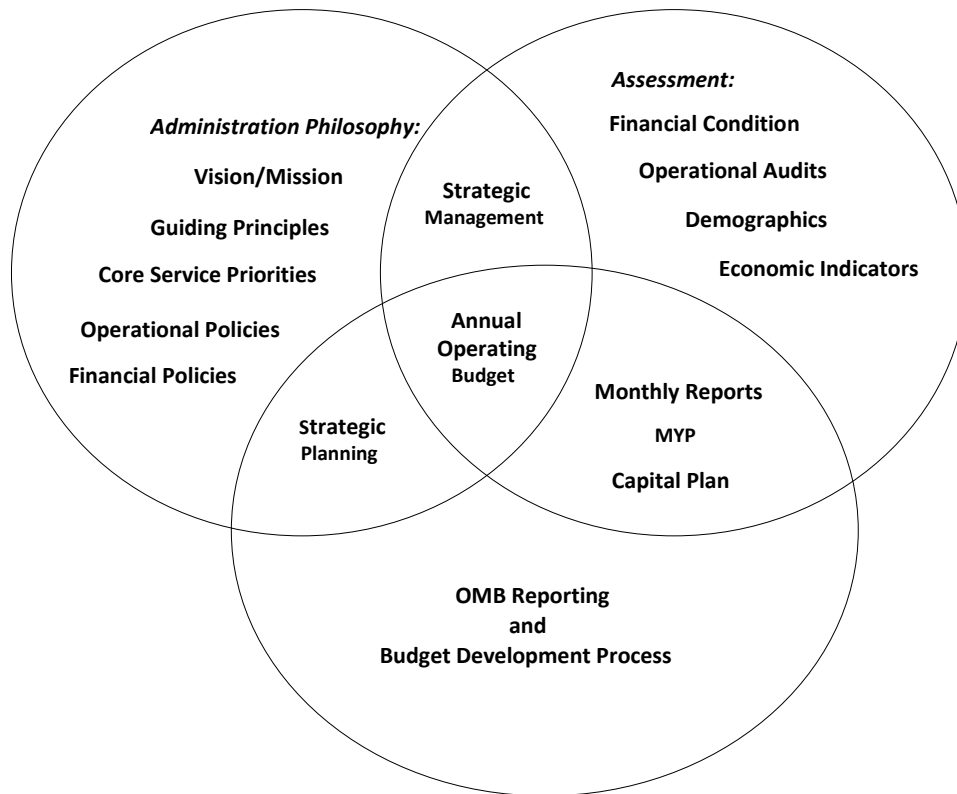 Administration Philosophy:
Vision/Mission
Guiding Principles
Core Service Priorities
Operational Policies
Financial Policies
Strategic
Management
Assessment:
Financial Condition
Operational Audits
Demographics
Economic Indicators
Annual
Operating
Budget
Strategic
Planning
Monthly Reports
MYP
Capital Plan
OMB Reporting
and
Budget Development Process